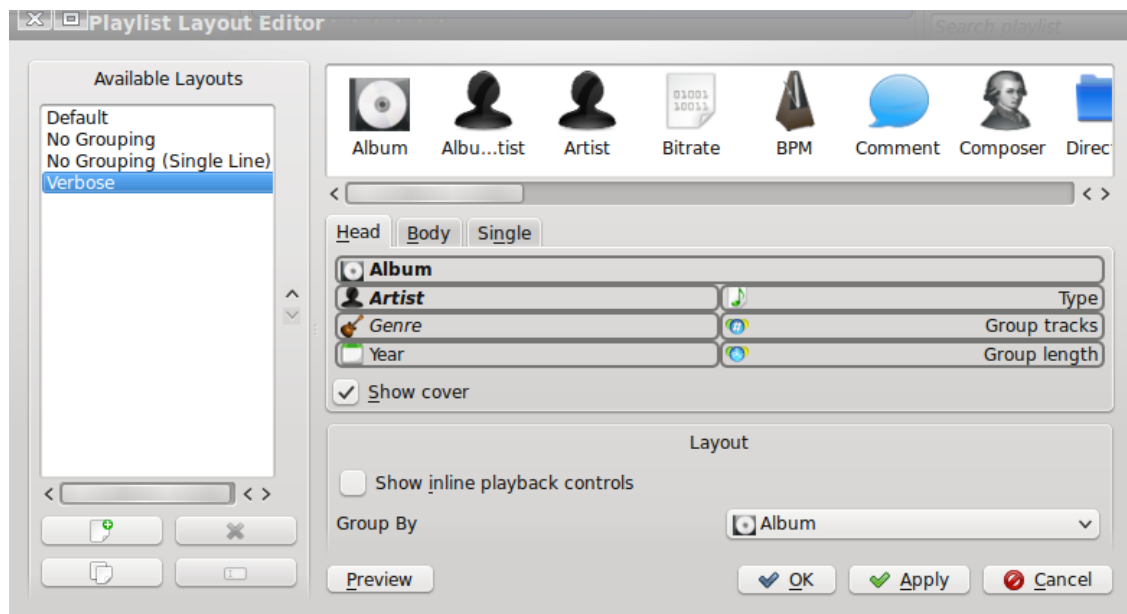 Playlist Layout Editor
Search playlist
Available Layouts
Default
No Grouping
No Grouping (Single Line)
Verbose
Album Albu...tist Artist Bitrate BPM Comment Composer Direc
01001
10011
Head Body Single
Album
Artist Type
Genre Group tracks
Year Group length
Show cover
Layout
Show inline playback controls
Group By Album
Preview OK Apply Cancel